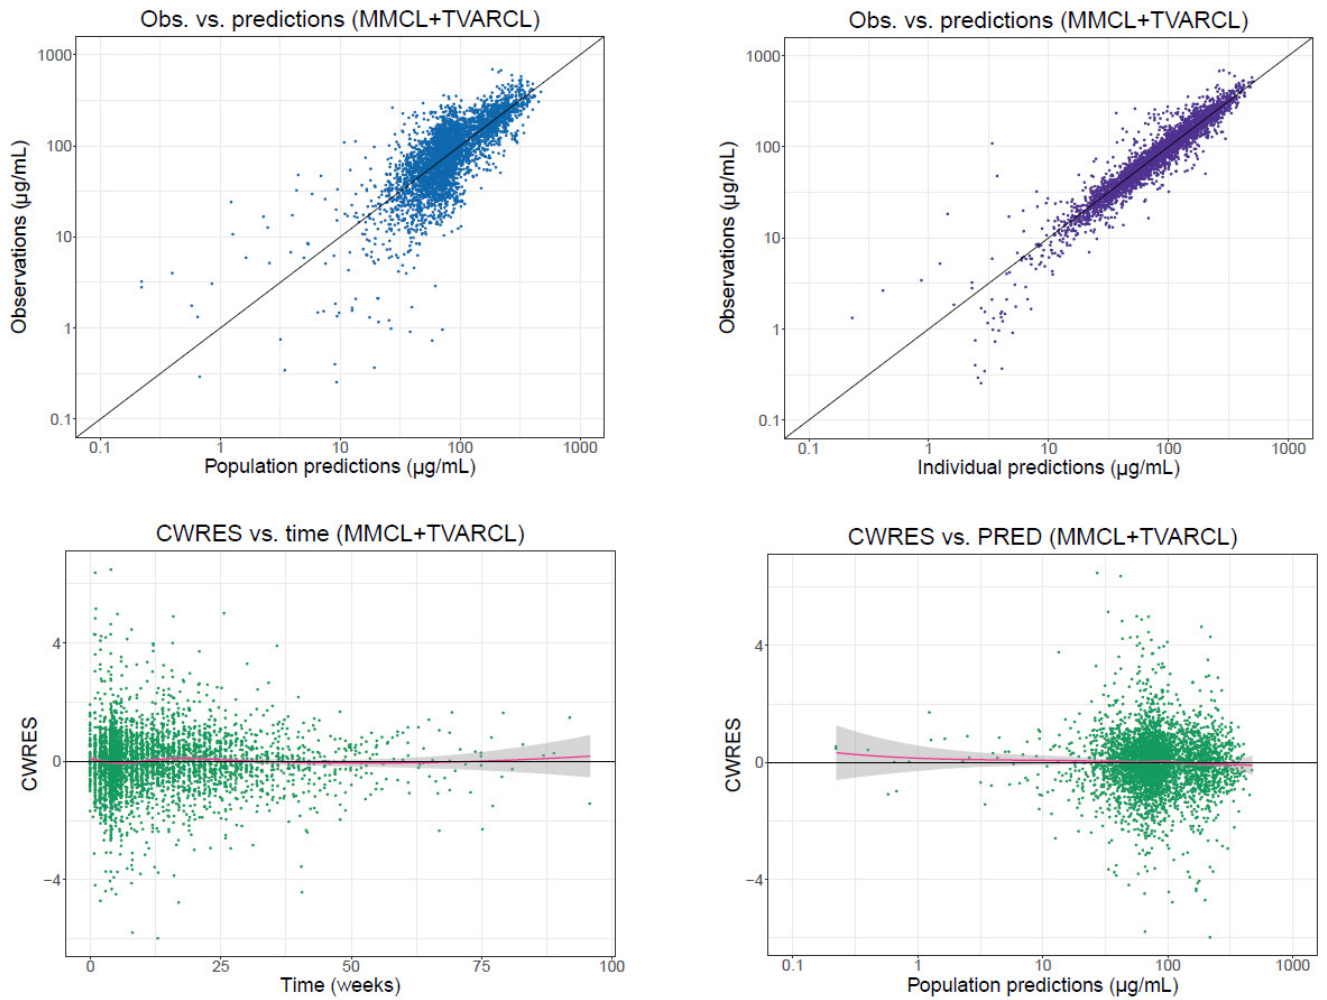 Obs. vs. predictions (MMCL+TVARCL)
Observations (µg/mL)
1000
100
10
1
0.1
0.1 1 10 100 1000
Population predictions (µg/mL)
Obs. vs. predictions (MMCL+TVARCL)
Observations (µg/mL)
1000
100
10
1
0.1
0.1 1 10 100 1000
Individual predictions (µg/mL)
CWRES vs. time (MMCL+TVARCL)
CWRES
4
0
−4
0 25 50 75 100
Time (weeks)
CWRES vs. PRED (MMCL+TVARCL)
CWRES
4
0
−4
0.1 1 10 100 1000
Population predictions (µg/mL)